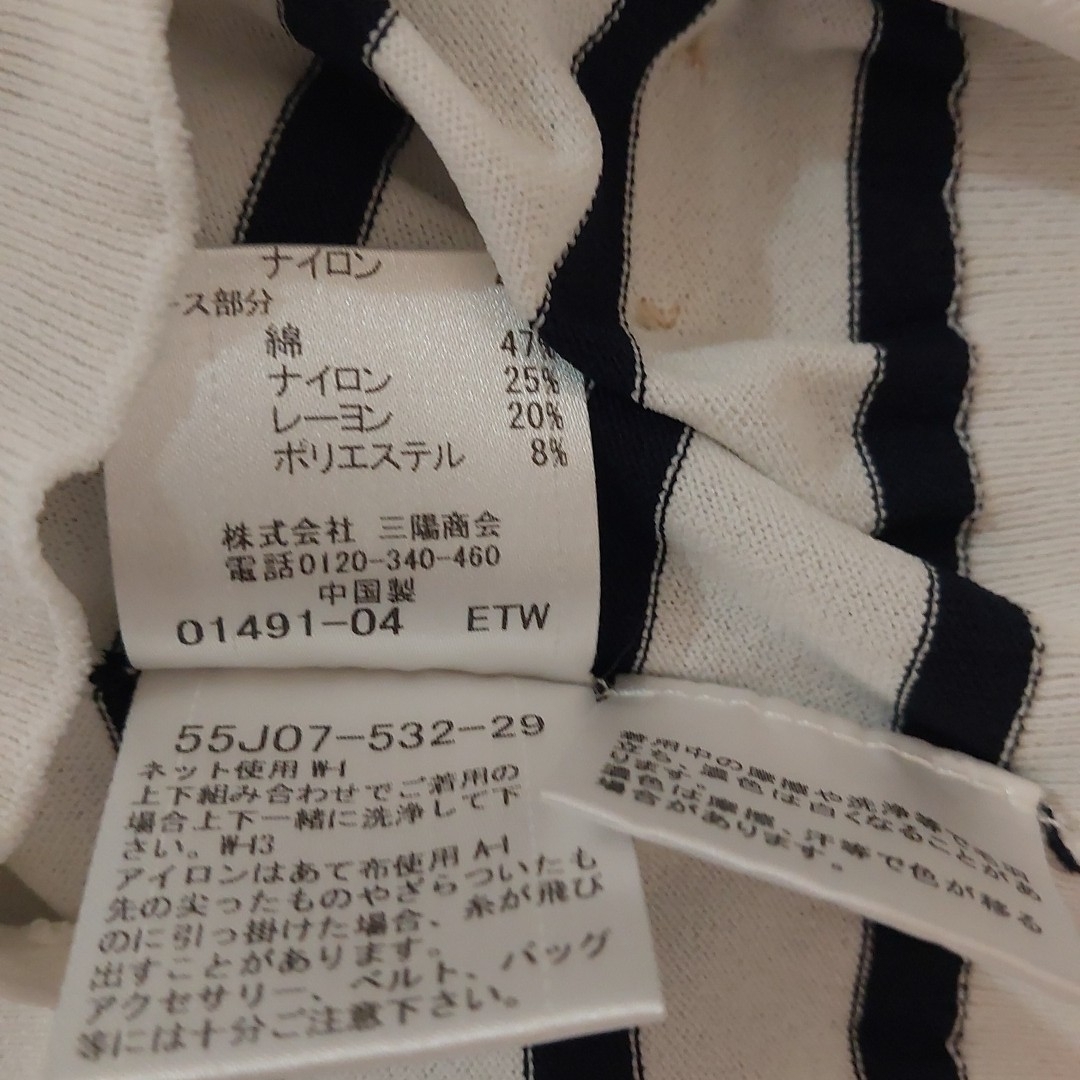 ナイロン
ース部分
綿 47%
ナイロン 25%
レーヨン 20%
ポリエステル 8%
株式会社 三陽商会
電話0120-340-460
中国製
01491-04 ETW
55J07-532-29
ネット使用 W-1
上下組み合わせでご着用の
場合上下一緒に洗浄して下
さい。W-13
アイロンはあて布使用 A-1
先の尖ったものやざらついたも
のに引っ掛けた場合、糸が飛び
出すことがあります。
アクセサリー、ベルト、バッグ
等には十分ご注意下さい。
着用中の摩擦や洗浄等で毛羽
立ち、濃色は白くなることがあ
ります。
濃色は摩擦、汗等で色が移る
場合があります。